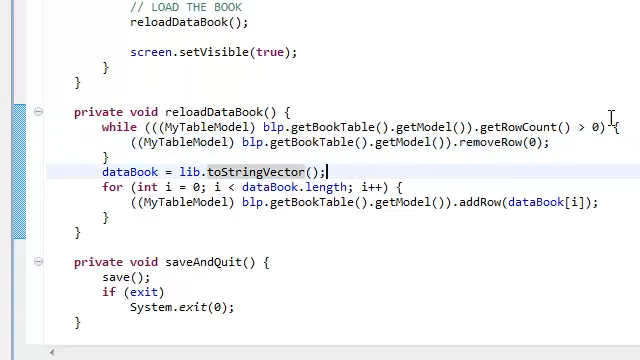 // LOAD THE BOOK
reloadDataBook();
screen.setVisible(true);
}
}
private void reloadDataBook() {
while (((MyTableModel) blp.getBookTable().getModel()).getRowCount() > 0) {
((MyTableModel) blp.getBookTable().getModel()).removeRow(0);
}
dataBook = lib.toStringVector();
for (int i = 0; i < dataBook.length; i++) {
((MyTableModel) blp.getBookTable().getModel()).addRow(dataBook[i]);
}
}
private void saveAndQuit() {
save();
if (exit)
System.exit(0);
}